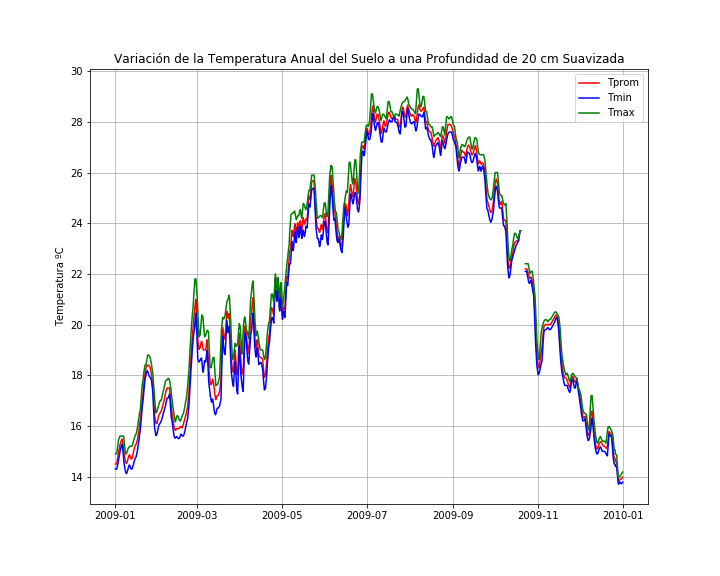 Variación de la Temperatura Anual del Suelo a una Profundidad de 20 cm Suavizada
Temperatura ºC
30
28
26
24
22
20
18
16
14
Tprom
Tmin
Tmax
2009-01 2009-03 2009-05 2009-07 2009-09 2009-11 2010-01